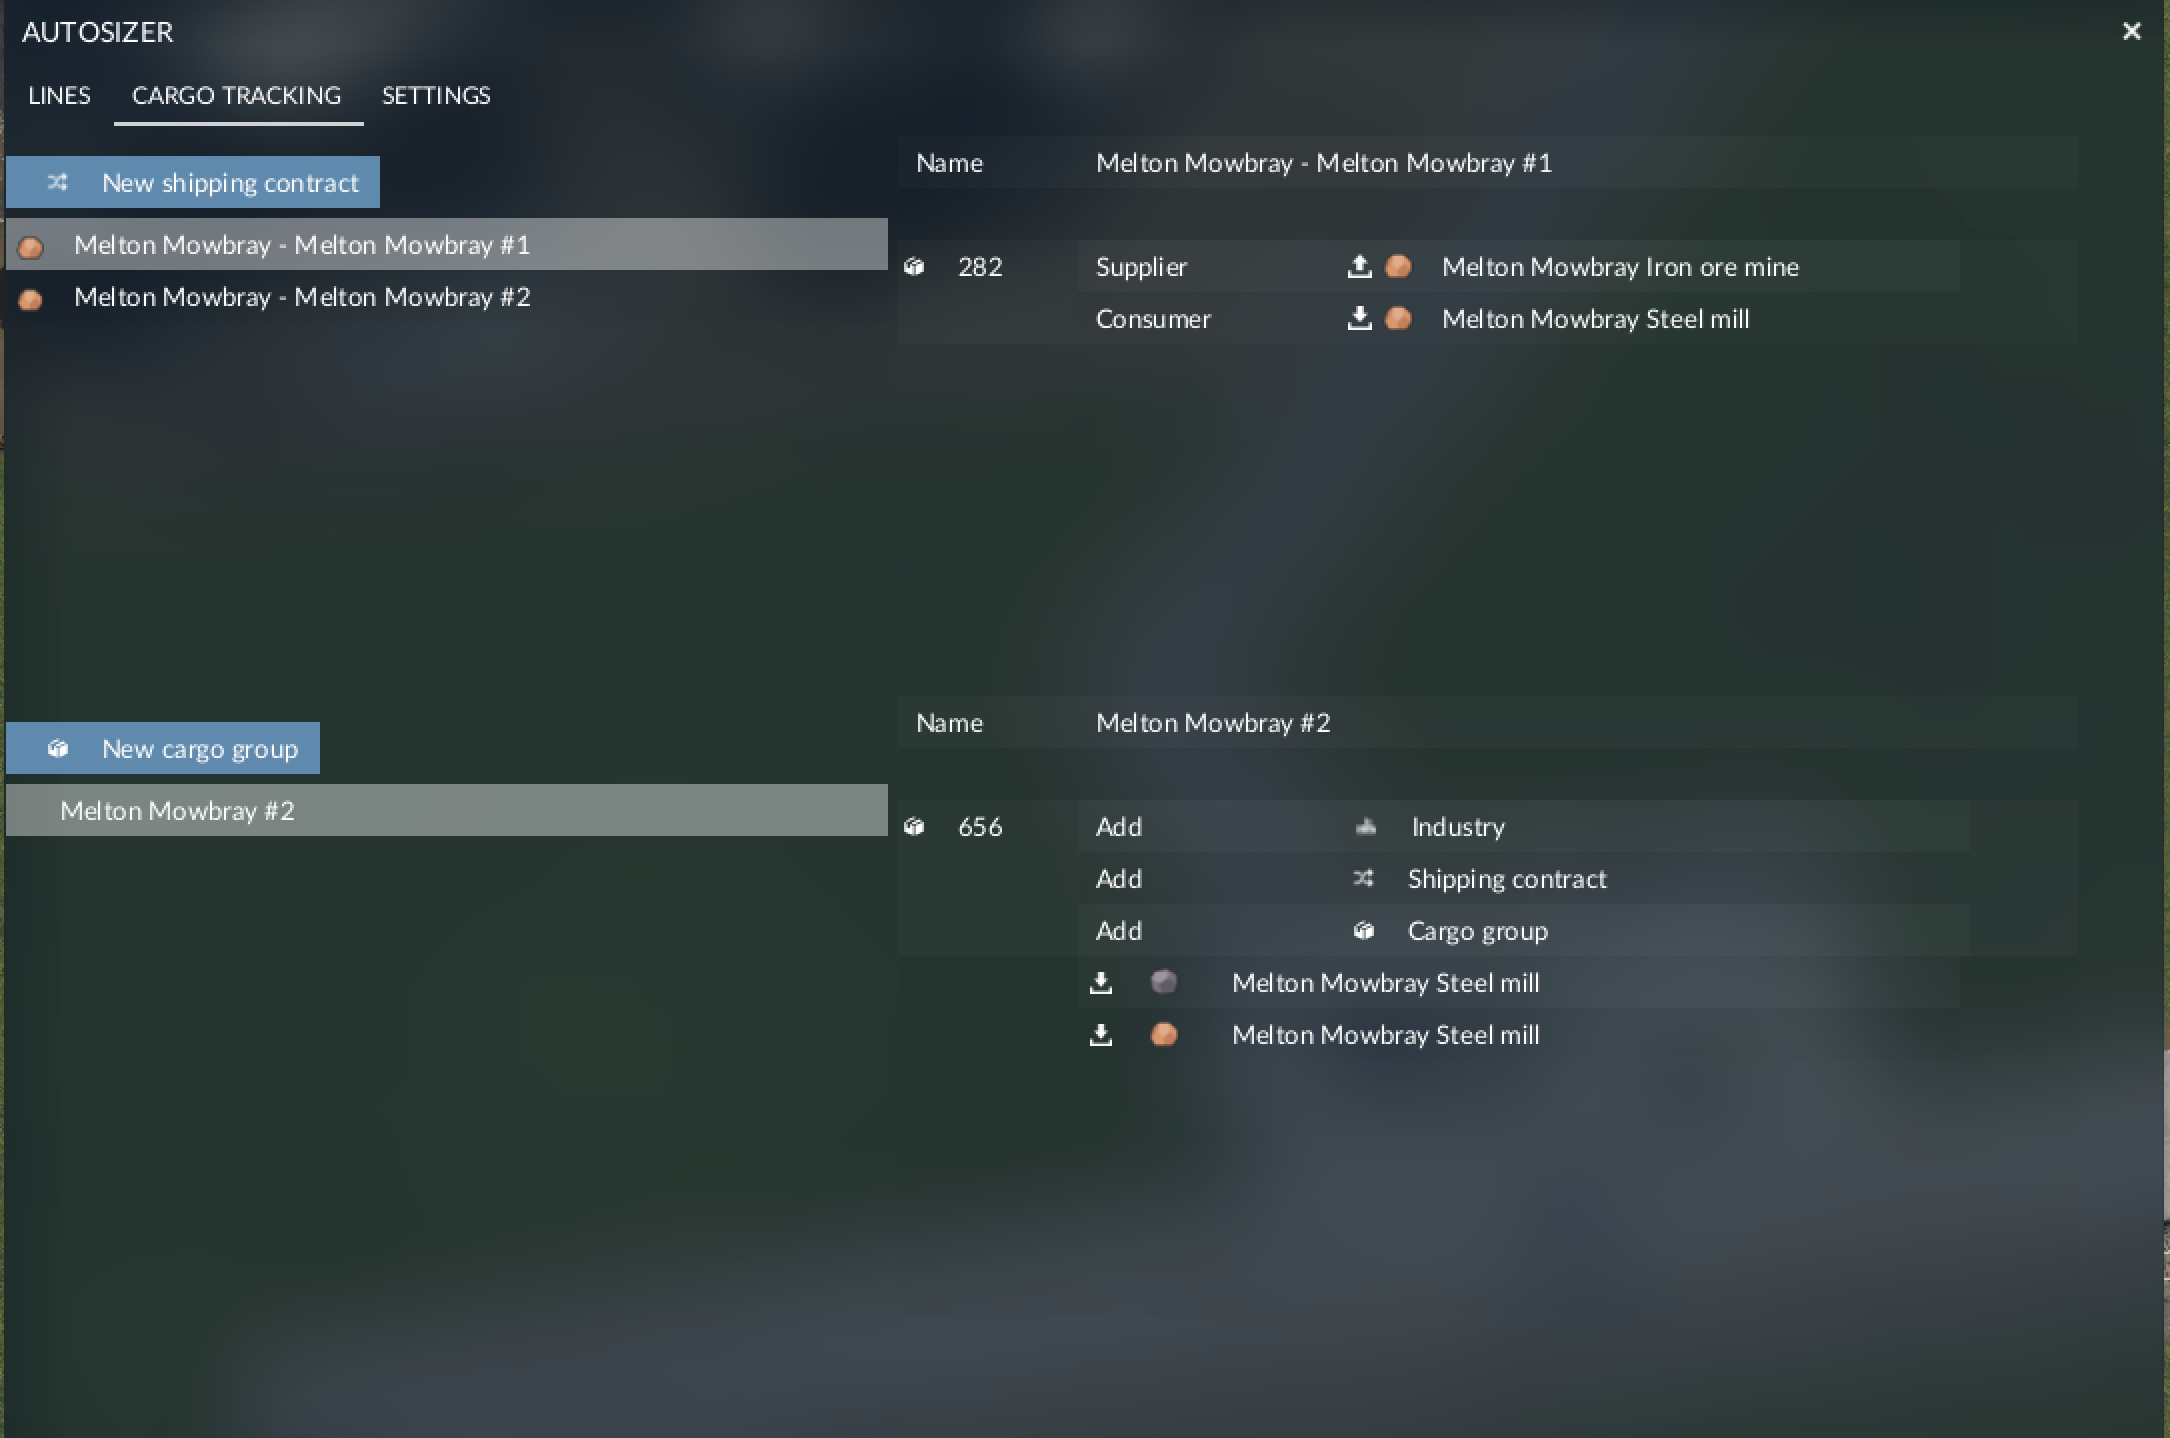 AUTOSIZER
LINES CARGO TRACKING SETTINGS
New shipping contract
Melton Mowbray - Melton Mowbray #1
Melton Mowbray - Melton Mowbray #2
Name Melton Mowbray - Melton Mowbray #1
282 Supplier Melton Mowbray Iron ore mine
Consumer Melton Mowbray Steel mill
New cargo group
Melton Mowbray #2
Name Melton Mowbray #2
656 Add Industry
Add Shipping contract
Add Cargo group
Melton Mowbray Steel mill
Melton Mowbray Steel mill